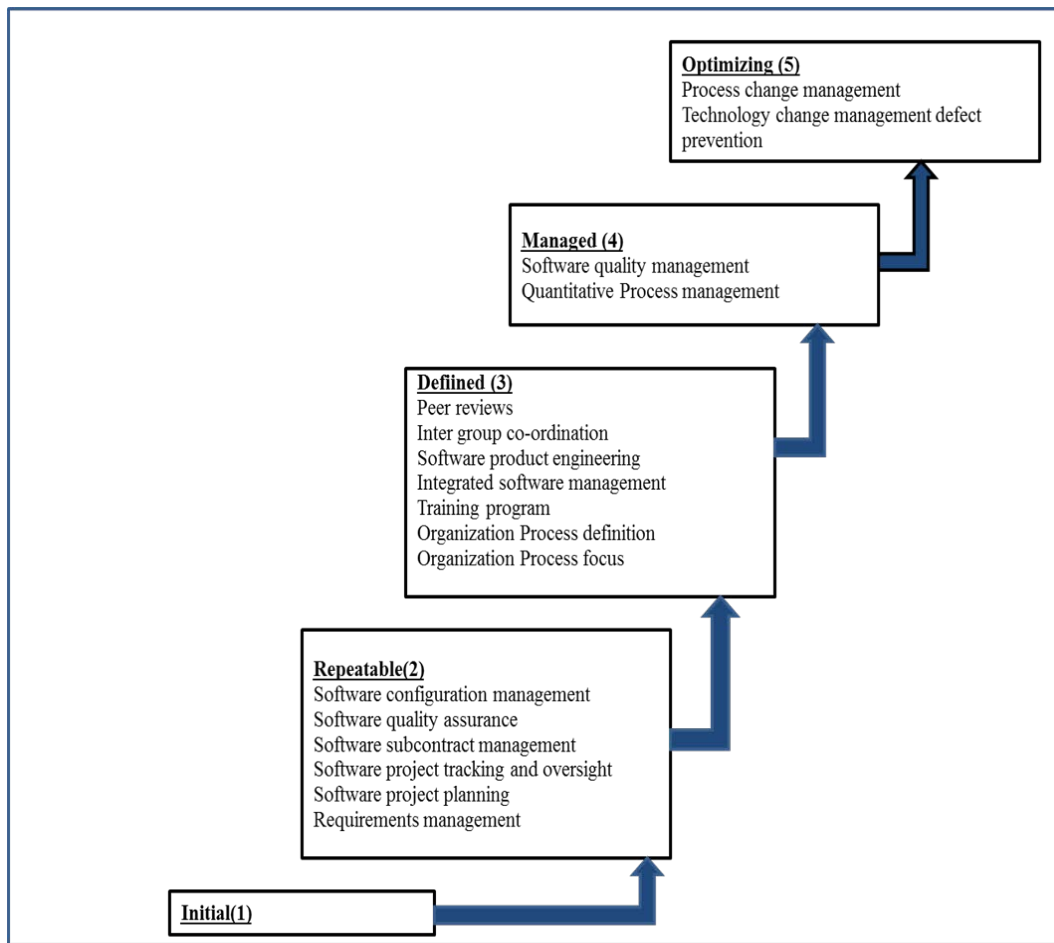 Optimizing (5)
Process change management
Technology change management defect
prevention
Managed (4)
Software quality management
Quantitative Process management
Defiined (3)
Peer reviews
Inter group co-ordination
Software product engineering
Integrated software management
Training program
Organization Process definition
Organization Process focus
Repeatable(2)
Software configuration management
Software quality assurance
Software subcontract management
Software project tracking and oversight
Software project planning
Requirements management
Initial(1)